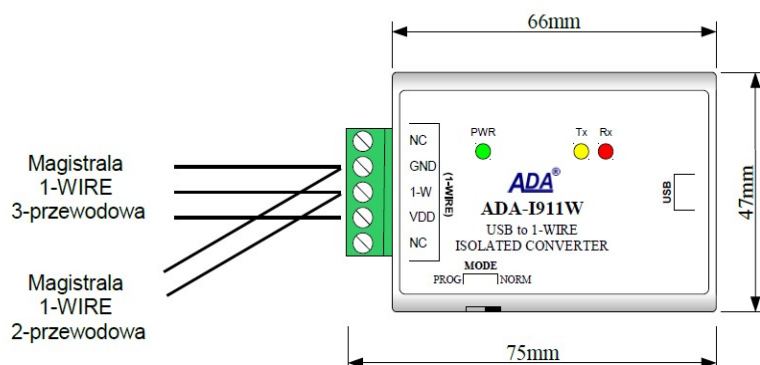 66mm
Magistrala
1-WIRE
3-przewodowa
Magistrala
1-WIRE
2-przewodowa
NC
GND
1-W
VDD
NC
(1-WIRE)
PWR
Tx
Rx
ADA®
ADA-I911W
USB to 1-WIRE
ISOLATED CONVERTER
MODE
PROG
NORM
USB
47mm
75mm